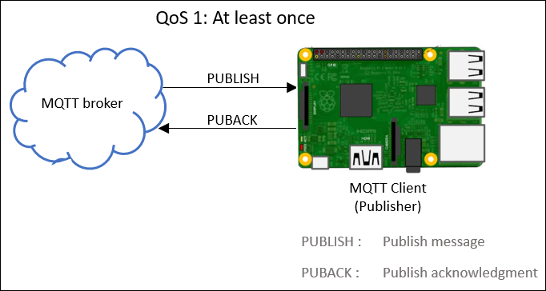 QoS 1: At least once
MQTT broker
PUBLISH
PUBACK
MQTT Client
(Publisher)
PUBLISH : Publish message
PUBACK : Publish acknowledgment